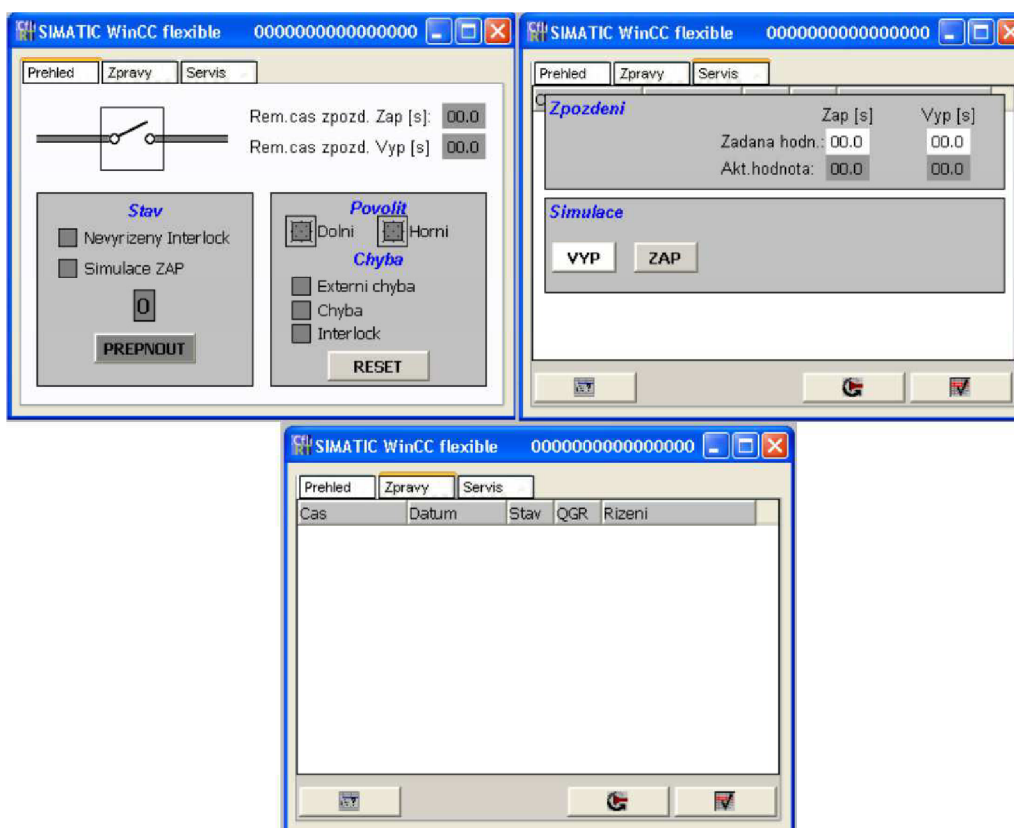 SIMATIC WinCC flexible 0000000000000000
Prehled Zpravy Servis
Rem.cas zpozd. Zap [s]: 00.0
Rem.cas zpozd. Vyp [s] 00.0
Stav
Nevyrizeny Interlock
Simulace ZAP
0
PREPNOUT
Povolit
Dolni Horni
Chyba
Externi chyba
Chyba
Interlock
RESET
SIMATIC WinCC flexible 0000000000000000
Prehled Zpravy Servis
Zpozdeni
Zap [s] Vyp [s]
Zadana hodn.: 00.0 00.0
Akt.hodnota: 00.0 00.0
Simulace
VYP ZAP
SIMATIC WinCC flexible 0000000000000000
Prehled Zpravy Servis
Cas Datum Stav QGR Rizeni